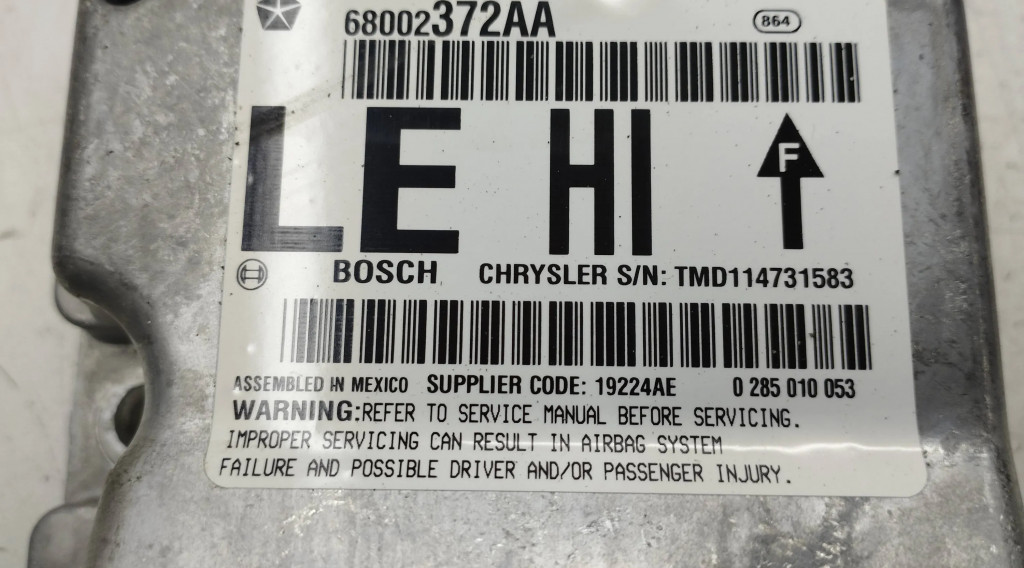 68002372AA 864
LE HI F
BOSCH CHRYSLER S/N: TMD114731583
ASSEMBLED IN MEXICO SUPPLIER CODE: 19224AE 0 285 010 053
WARNING:REFER TO SERVICE MANUAL BEFORE SERVICING.
IMPROPER SERVICING CAN RESULT IN AIRBAG SYSTEM
FAILURE AND POSSIBLE DRIVER AND/OR PASSENGER INJURY.